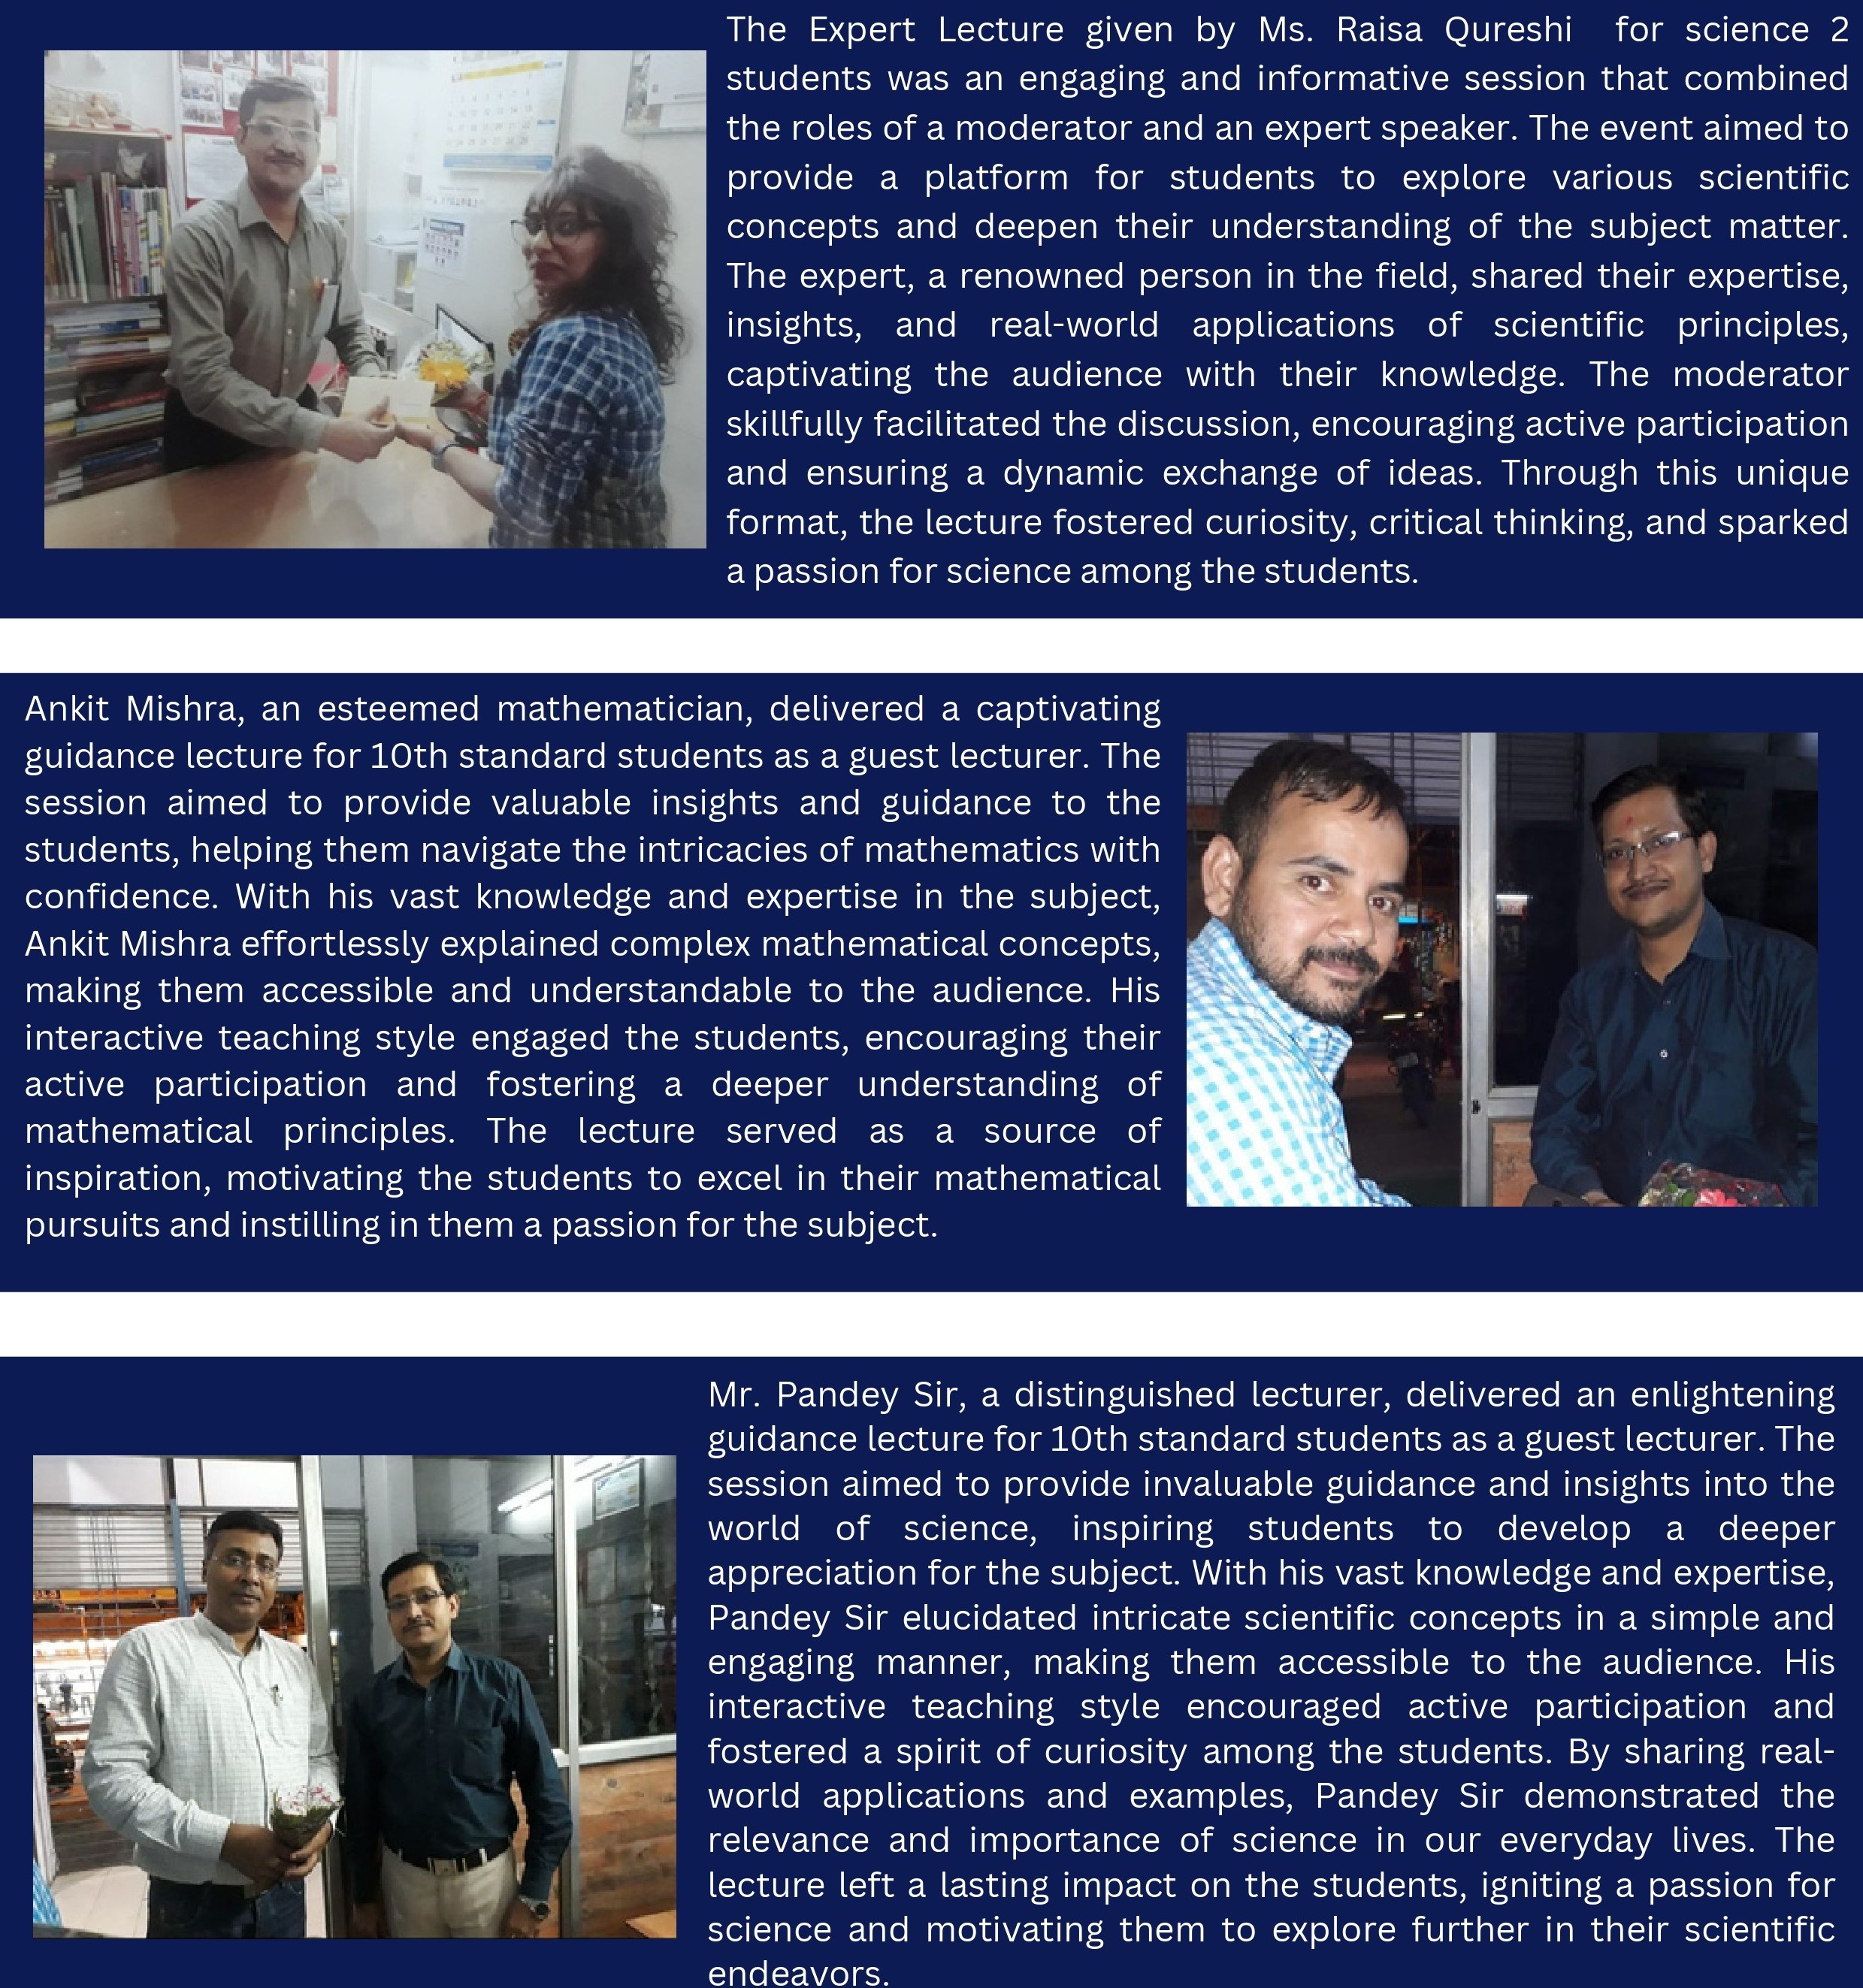 The Expert Lecture given by Ms. Raisa Qureshi for science 2
students was an engaging and informative session that combined
the roles of a moderator and an expert speaker. The event aimed to
provide a platform for students to explore various scientific
concepts and deepen their understanding of the subject matter.
The expert, a renowned person in the field, shared their expertise,
insights, and real-world applications of scientific principles,
captivating the audience with their knowledge. The moderator
skillfully facilitated the discussion, encouraging active participation
and ensuring a dynamic exchange of ideas. Through this unique
format, the lecture fostered curiosity, critical thinking, and sparked
a passion for science among the students.
Ankit Mishra, an esteemed mathematician, delivered a captivating
guidance lecture for 10th standard students as a guest lecturer. The
session aimed to provide valuable insights and guidance to the
students, helping them navigate the intricacies of mathematics with
confidence. With his vast knowledge and expertise in the subject,
Ankit Mishra effortlessly explained complex mathematical concepts,
making them accessible and understandable to the audience. His
interactive teaching style engaged the students, encouraging their
active participation and fostering a deeper understanding of
mathematical principles. The lecture served as a source of
inspiration, motivating the students to excel in their mathematical
pursuits and instilling in them a passion for the subject.
Mr. Pandey Sir, a distinguished lecturer, delivered an enlightening
guidance lecture for 10th standard students as a guest lecturer. The
session aimed to provide invaluable guidance and insights into the
world of science, inspiring students to develop a deeper
appreciation for the subject. With his vast knowledge and expertise,
Pandey Sir elucidated intricate scientific concepts in a simple and
engaging manner, making them accessible to the audience. His
interactive teaching style encouraged active participation and
fostered a spirit of curiosity among the students. By sharing real-
world applications and examples, Pandey Sir demonstrated the
relevance and importance of science in our everyday lives. The
lecture left a lasting impact on the students, igniting a passion for
science and motivating them to explore further in their scientific
endeavors.